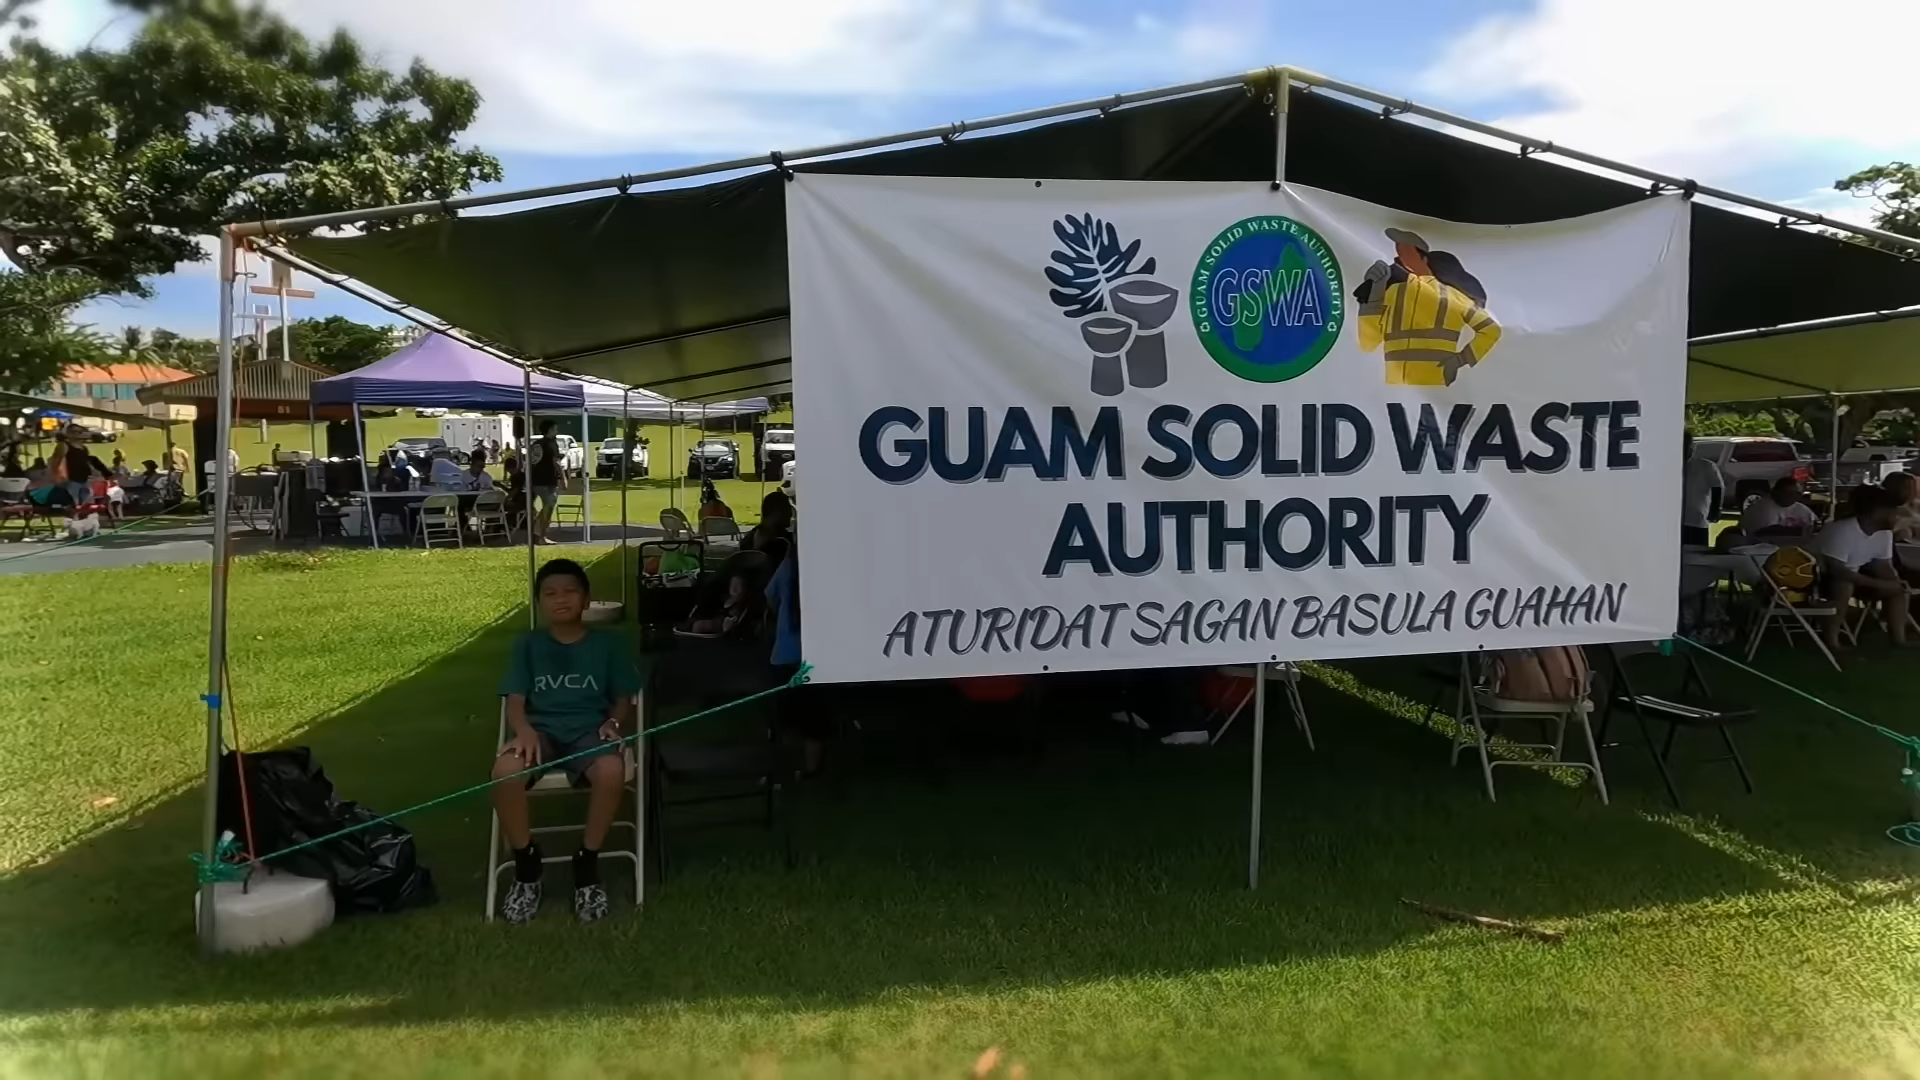 GUAM SOLID WASTE AUTHORITY
GSWA
GUAM SOLID WASTE
AUTHORITY
ATURIDAT SAGAN BASULA GUAHAN
RVCA